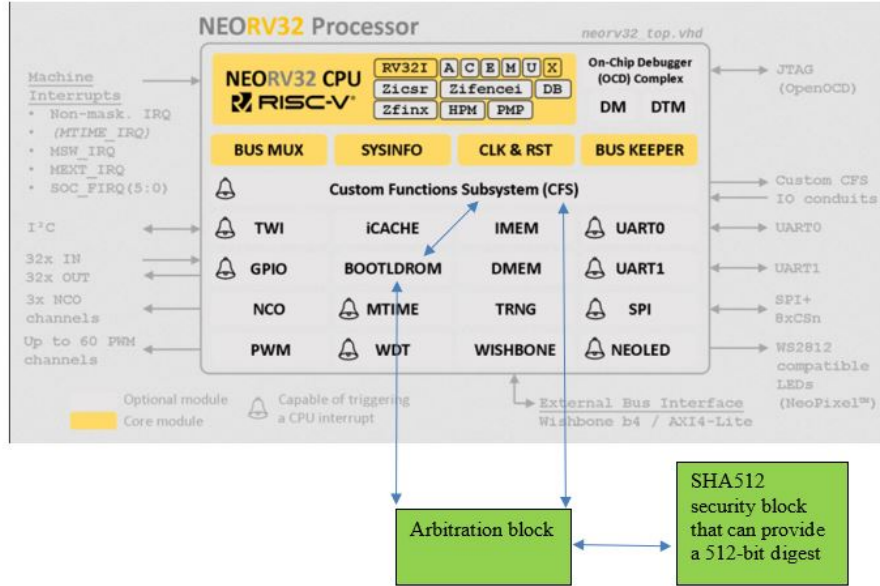 NEORV32 Processor
neorv32_top.vhd
Machine
Interrupts
• Non-mask. IRQ
• (MTIME_IRQ)
• MSW_IRQ
• MEXT_IRQ
• SOC_FIRQ(5:0)
NEORV32 CPU
RISC-V®
RV32I A C E M U X
Zicsr Zifencei DB
Zfinx HPM PMP
On-Chip Debugger
(OCD) Complex
DM DTM
JTAG
(OpenOCD)
BUS MUX SYSINFO CLK & RST BUS KEEPER
Custom Functions Subsystem (CFS)
Custom CFS
IO conduits
I²C
TWI iCACHE IMEM UART0
UART0
32x IN
32x OUT
GPIO BOOTLDROM DMEM UART1
UART1
3x NCO
channels
NCO MTIME TRNG SPI
SPI+
8xCSn
Up to 60 PWM
channels
PWM WDT WISHBONE NEOLED
WS2812
compatible
LEDs
(NeoPixel™)
Optional module
Core module
Capable of triggering
a CPU interrupt
External Bus Interface
Wishbone b4 / AXI4-Lite
Arbitration block
SHA512
security block
that can provide
a 512-bit digest